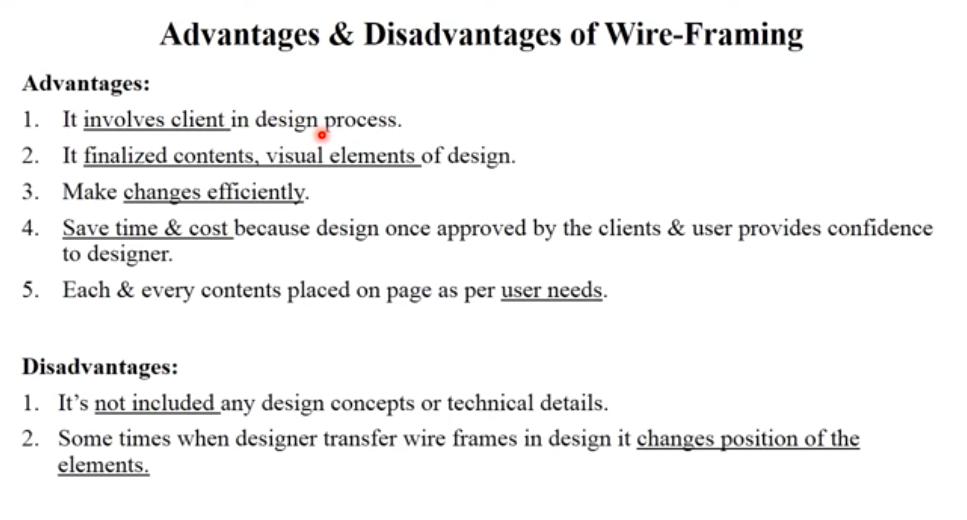 Advantages & Disadvantages of Wire-Framing
Advantages:
1. It involves client in design process.
2. It finalized contents, visual elements of design.
3. Make changes efficiently.
4. Save time & cost because design once approved by the clients & user provides confidence
to designer.
5. Each & every contents placed on page as per user needs.
Disadvantages:
1. It’s not included any design concepts or technical details.
2. Some times when designer transfer wire frames in design it changes position of the
elements.